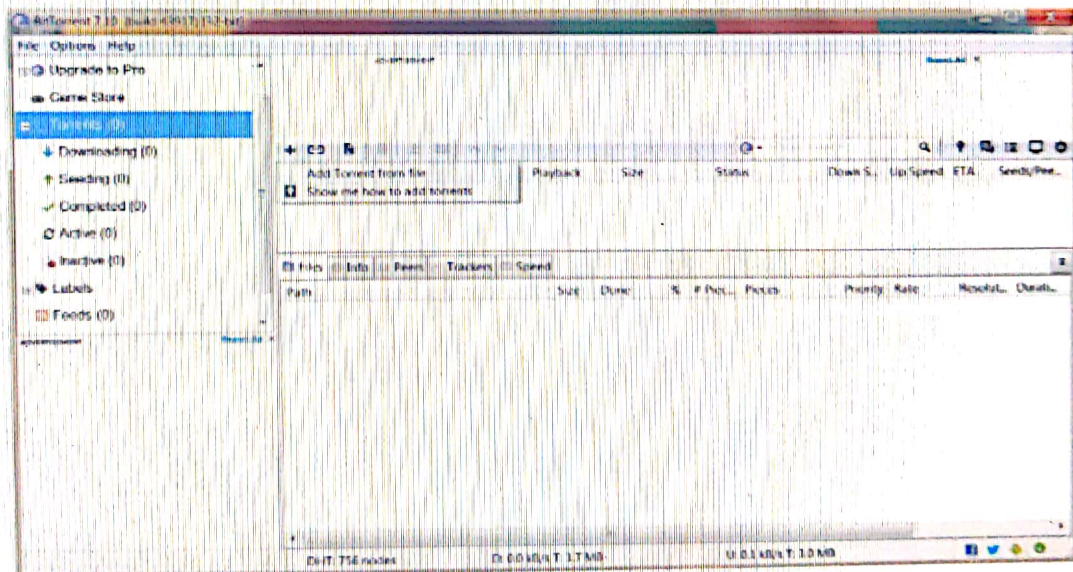 BitTorrent 7.10
File Options Help
Upgrade to Pro
Game Store
Torrents (0)
Downloading (0)
Seeding (0)
Completed (0)
Active (0)
Inactive (0)
Labels
Feeds (0)
Advertisement
Advertisement
Add Torrent from file
Show me how to add torrents
Playback Size Status Down S... Up Speed ETA Seeds/Pee...
Files Info Peers Trackers Speed
Path Size Done % # Piec... Pieces Priority Rate Resolut... Durati...
DHT: 756 nodes D: 0.0 kB/s T: 1.7 MB U: 0.1 kB/s T: 3.0 MB